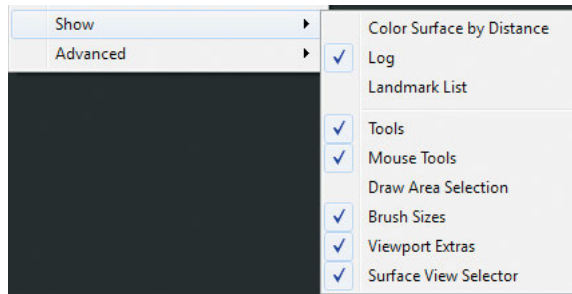 Show
Advanced
Color Surface by Distance
Log
Landmark List
Tools
Mouse Tools
Draw Area Selection
Brush Sizes
Viewport Extras
Surface View Selector